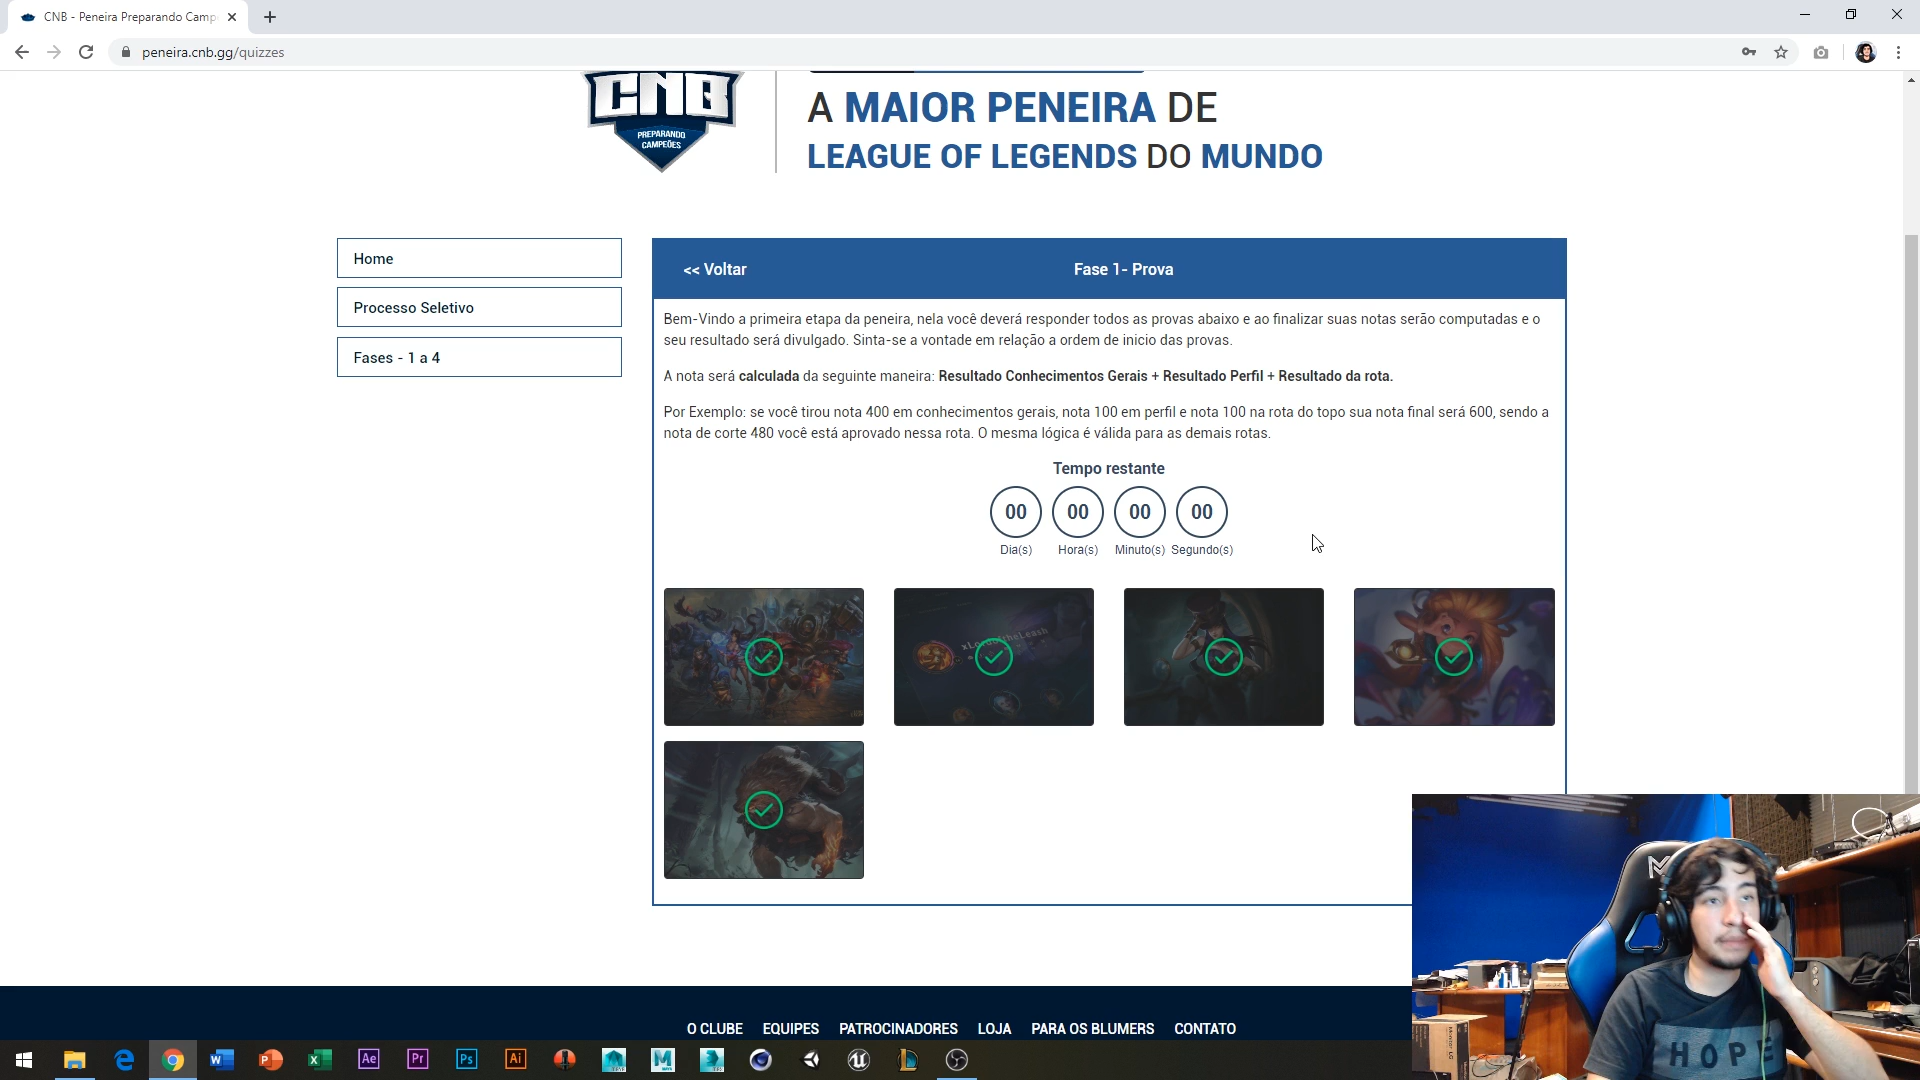 CNB - Peneira Preparando Camp
peneira.cnb.gg/quizzes
CNB
PREPARANDO
CAMPEÕES
A MAIOR PENEIRA DE
LEAGUE OF LEGENDS DO MUNDO
Home
Processo Seletivo
Fases - 1 a 4
<< Voltar
Fase 1- Prova
Bem-Vindo a primeira etapa da peneira, nela você deverá responder todos as provas abaixo e ao finalizar suas notas serão computadas e o
seu resultado será divulgado. Sinta-se a vontade em relação a ordem de inicio das provas.
A nota será calculada da seguinte maneira: Resultado Conhecimentos Gerais + Resultado Perfil + Resultado da rota.
Por Exemplo: se você tirou nota 400 em conhecimentos gerais, nota 100 em perfil e nota 100 na rota do topo sua nota final será 600, sendo a
nota de corte 480 você está aprovado nessa rota. O mesma lógica é válida para as demais rotas.
Tempo restante
00 00 00 00
Dia(s) Hora(s) Minuto(s) Segundo(s)
xLordoftheLeash
O CLUBE EQUIPES PATROCINADORES LOJA PARA OS BLUMERS CONTATO
HOPE
Ae Pr Ps Ai